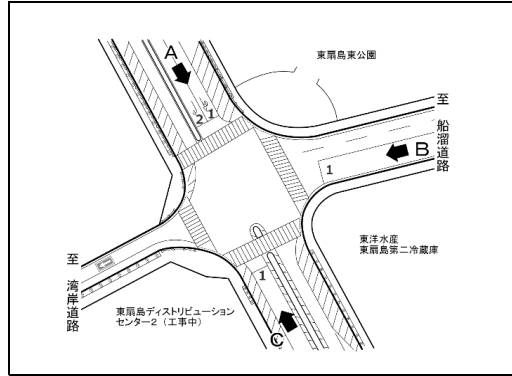 A
東扇島東公園
至
船溜道路
2 1
B
1
東洋水産
東扇島第二冷蔵庫
至
湾岸道路
1
東扇島ディストリビューション
センター2（工事中）
C